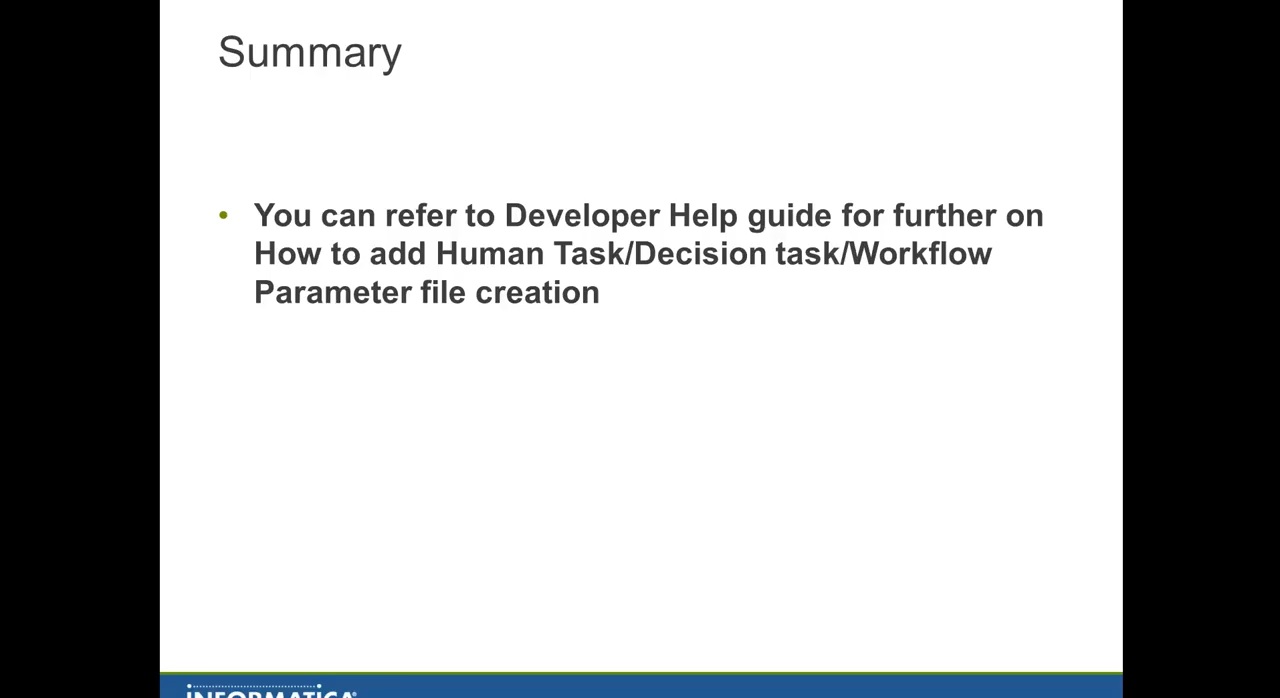 Summary
• You can refer to Developer Help guide for further on
How to add Human Task/Decision task/Workflow
Parameter file creation
INFORMATICA®